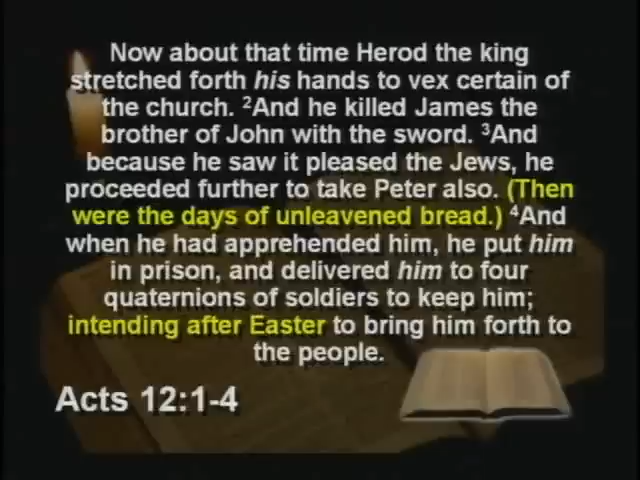 Now about that time Herod the king
stretched forth his hands to vex certain of
the church. ²And he killed James the
brother of John with the sword. ³And
because he saw it pleased the Jews, he
proceeded further to take Peter also. (Then
were the days of unleavened bread.) ⁴And
when he had apprehended him, he put him
in prison, and delivered him to four
quaternions of soldiers to keep him;
intending after Easter to bring him forth to
the people.
Acts 12:1-4